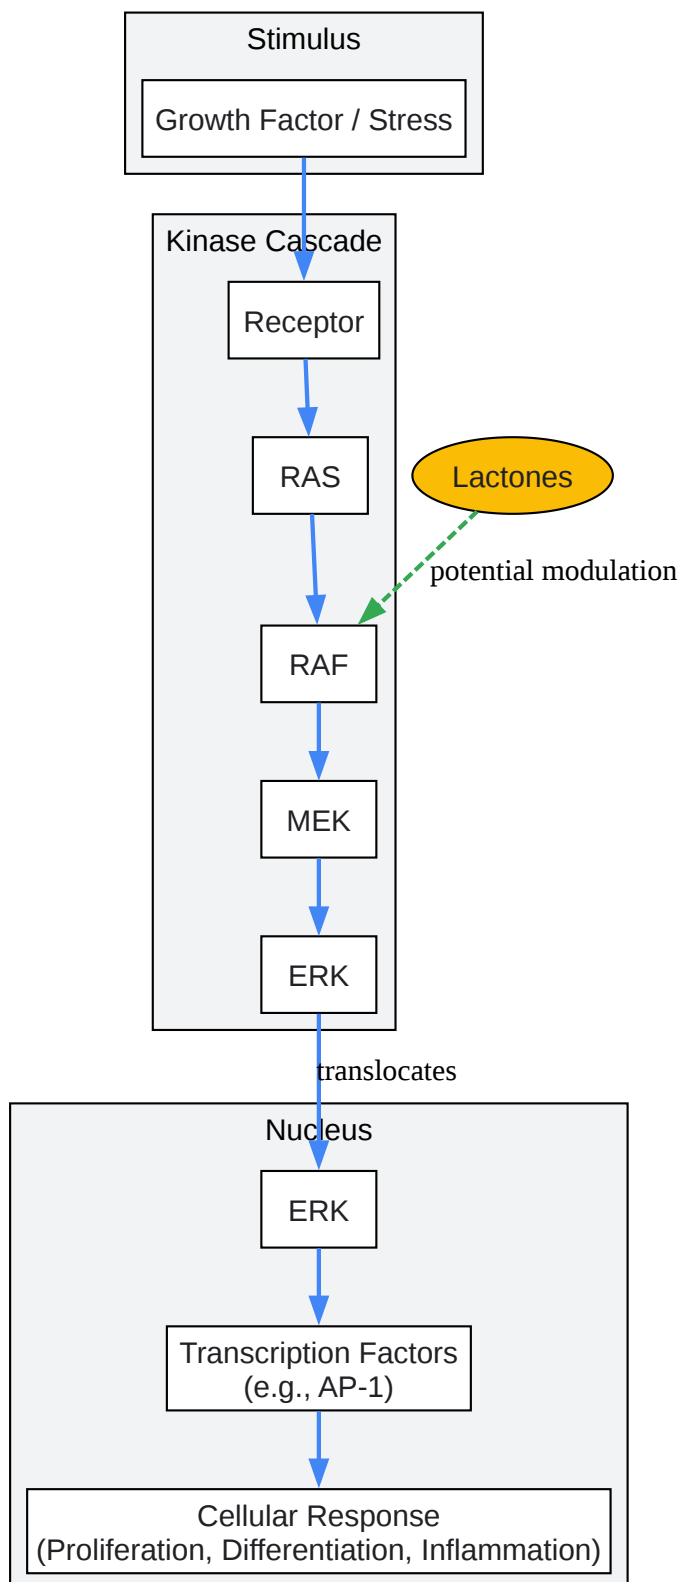 Stimulus
Growth Factor / Stress
Kinase Cascade
Receptor
RAS
Lactones
potential modulation
RAF
MEK
ERK
translocates
Nucleus
ERK
Transcription Factors
(e.g., AP-1)
Cellular Response
(Proliferation, Differentiation, Inflammation)